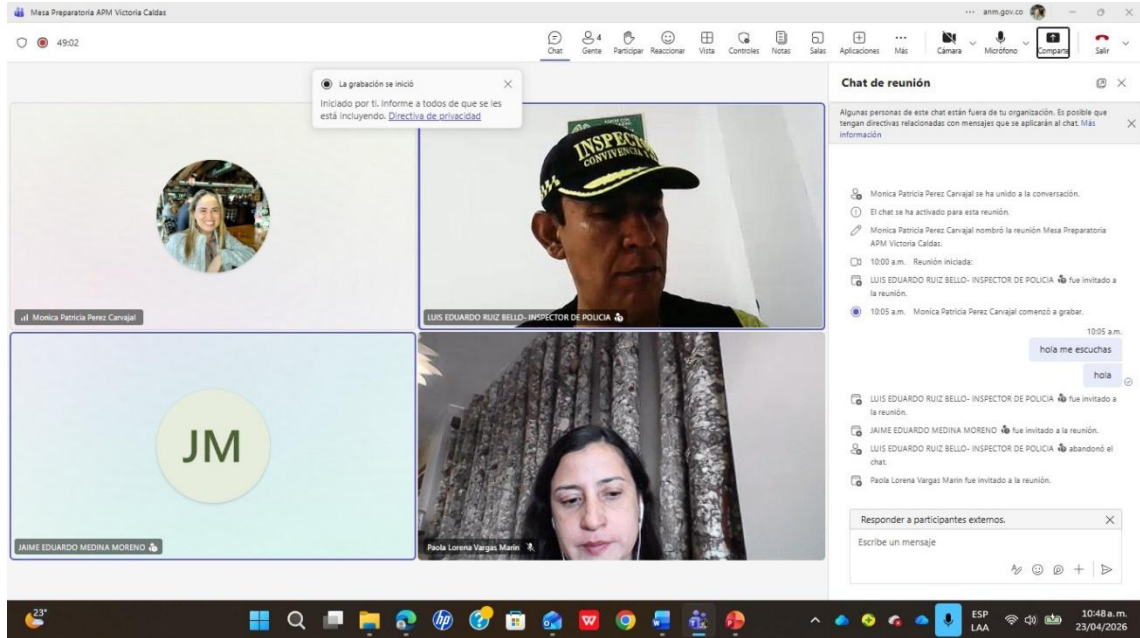 Mesa Preparatoria APM Victoria Caldas
anm.gov.co
49:02
Chat
Gente
4
Participar
Reaccionar
Vista
Controles
Notas
Salas
Aplicaciones
Más
Cámara
Micrófono
Compartir
Salir
La grabación se inició
Iniciado por ti. Informe a todos de que se les
está incluyendo. Directiva de privacidad
INSPECTOR
CONVIVENCIA Y
Monica Patricia Perez Carvajal
LUIS EDUARDO RUIZ BELLO- INSPECTOR DE POLICIA
JM
JAIME EDUARDO MEDINA MORENO
Paola Lorena Vargas Marin
Chat de reunión
Algunas personas de este chat están fuera de tu organización. Es posible que
tengan directivas relacionadas con mensajes que se aplicarán al chat. Más
información
Monica Patricia Perez Carvajal se ha unido a la conversación.
El chat se ha activado para esta reunión.
Monica Patricia Perez Carvajal nombró la reunión Mesa Preparatoria
APM Victoria Caldas.
10:00 a.m. Reunión iniciada:
LUIS EDUARDO RUIZ BELLO- INSPECTOR DE POLICIA fue invitado a
la reunión.
10:05 a.m. Monica Patricia Perez Carvajal comenzó a grabar.
10:05 a.m.
hola me escuchas
hola
LUIS EDUARDO RUIZ BELLO- INSPECTOR DE POLICIA fue invitado a
la reunión.
JAIME EDUARDO MEDINA MORENO fue invitado a la reunión.
LUIS EDUARDO RUIZ BELLO- INSPECTOR DE POLICIA abandonó el
chat.
Paola Lorena Vargas Marin fue invitado a la reunión.
Responder a participantes externos.
Escribe un mensaje
23°
ESP
LAA
10:48 a.m.
23/04/2026